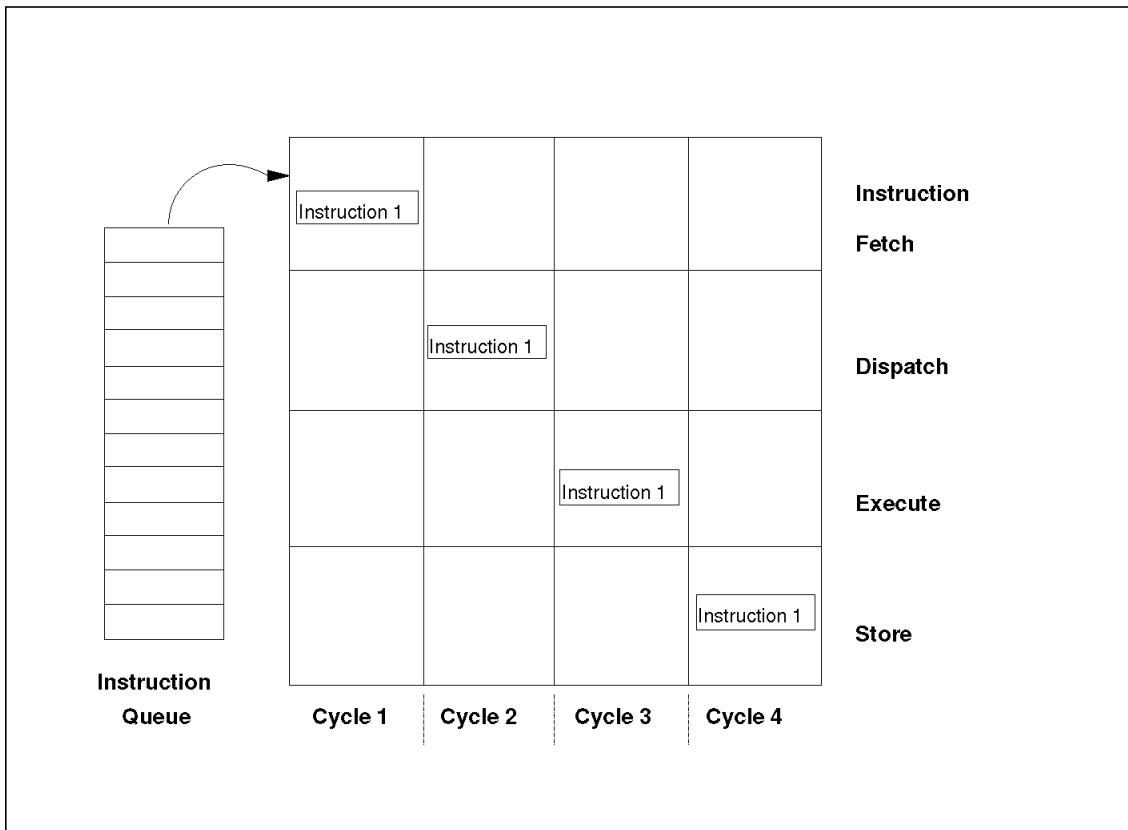 Instruction 1
Instruction
Fetch
Instruction 1
Dispatch
Instruction 1
Execute
Instruction 1
Store
Instruction
Queue
Cycle 1
Cycle 2
Cycle 3
Cycle 4